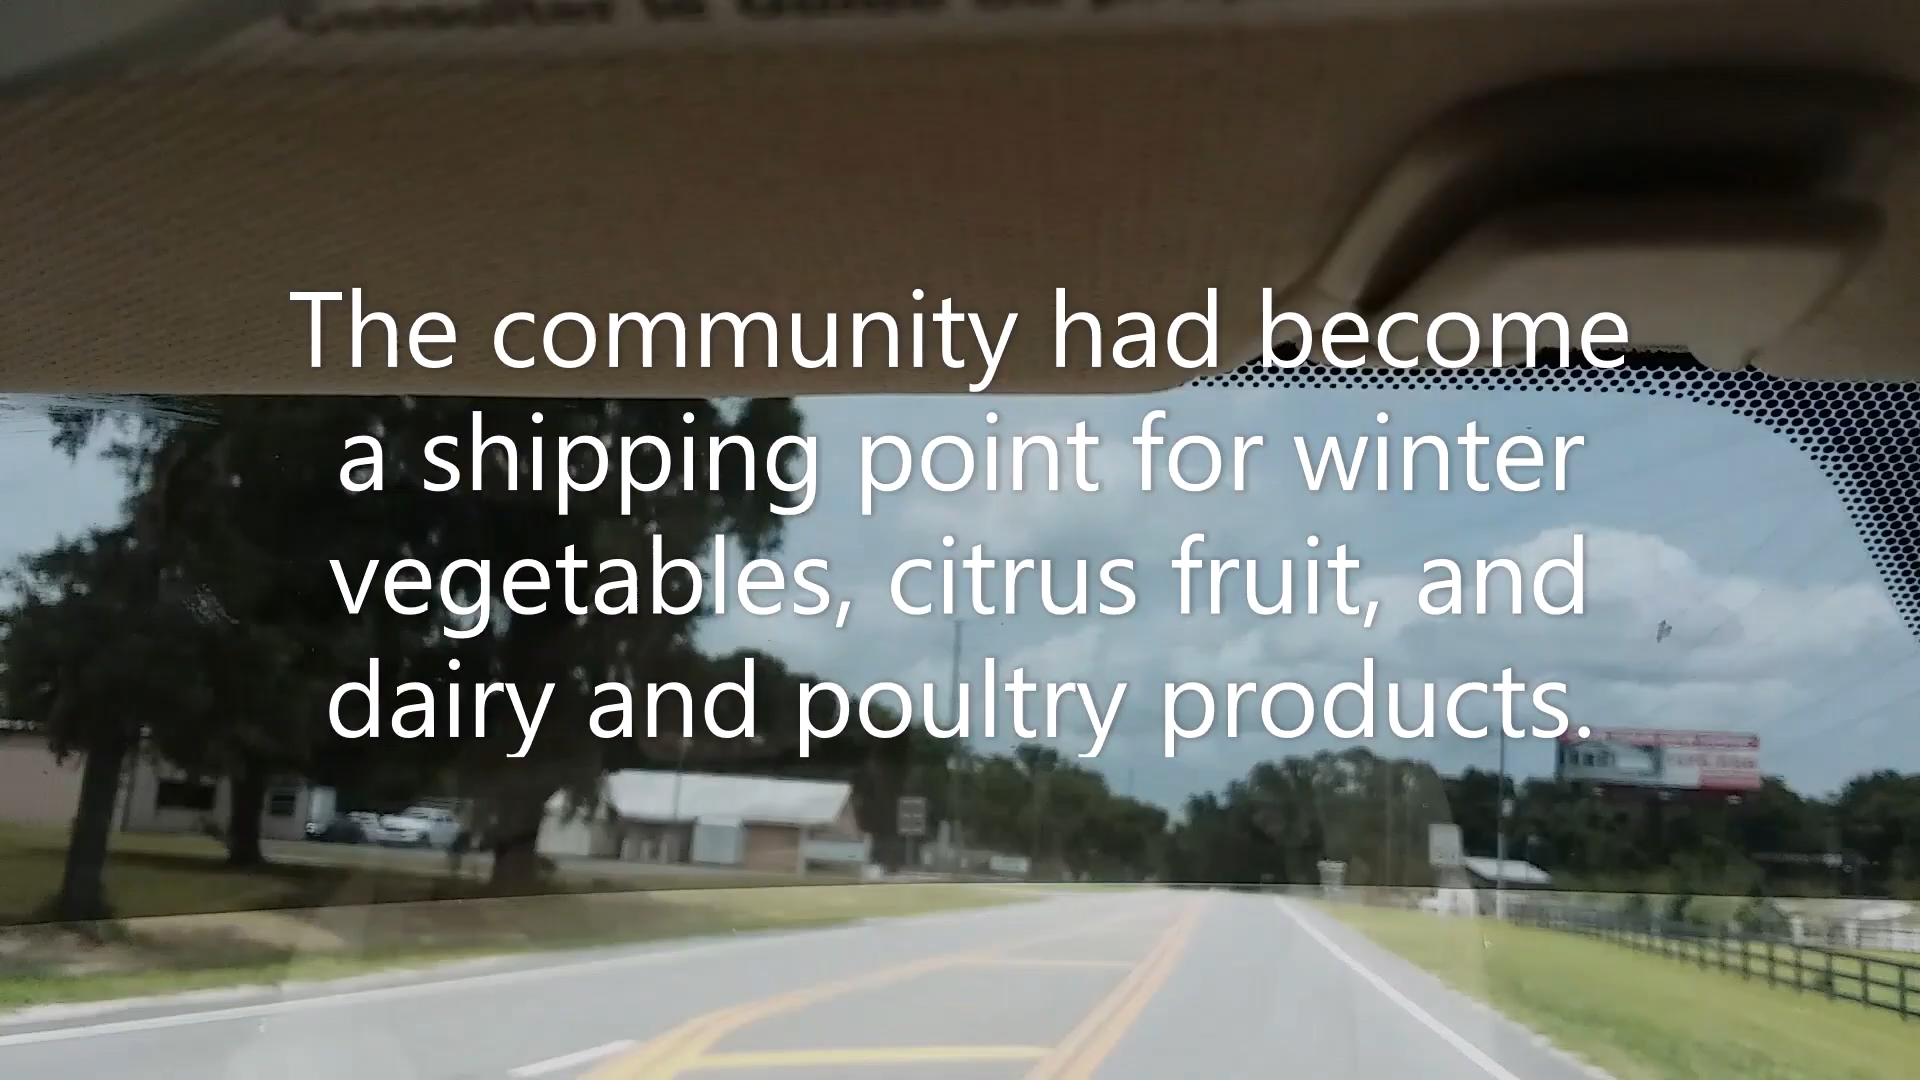 The community had become
a shipping point for winter
vegetables, citrus fruit, and
dairy and poultry products.